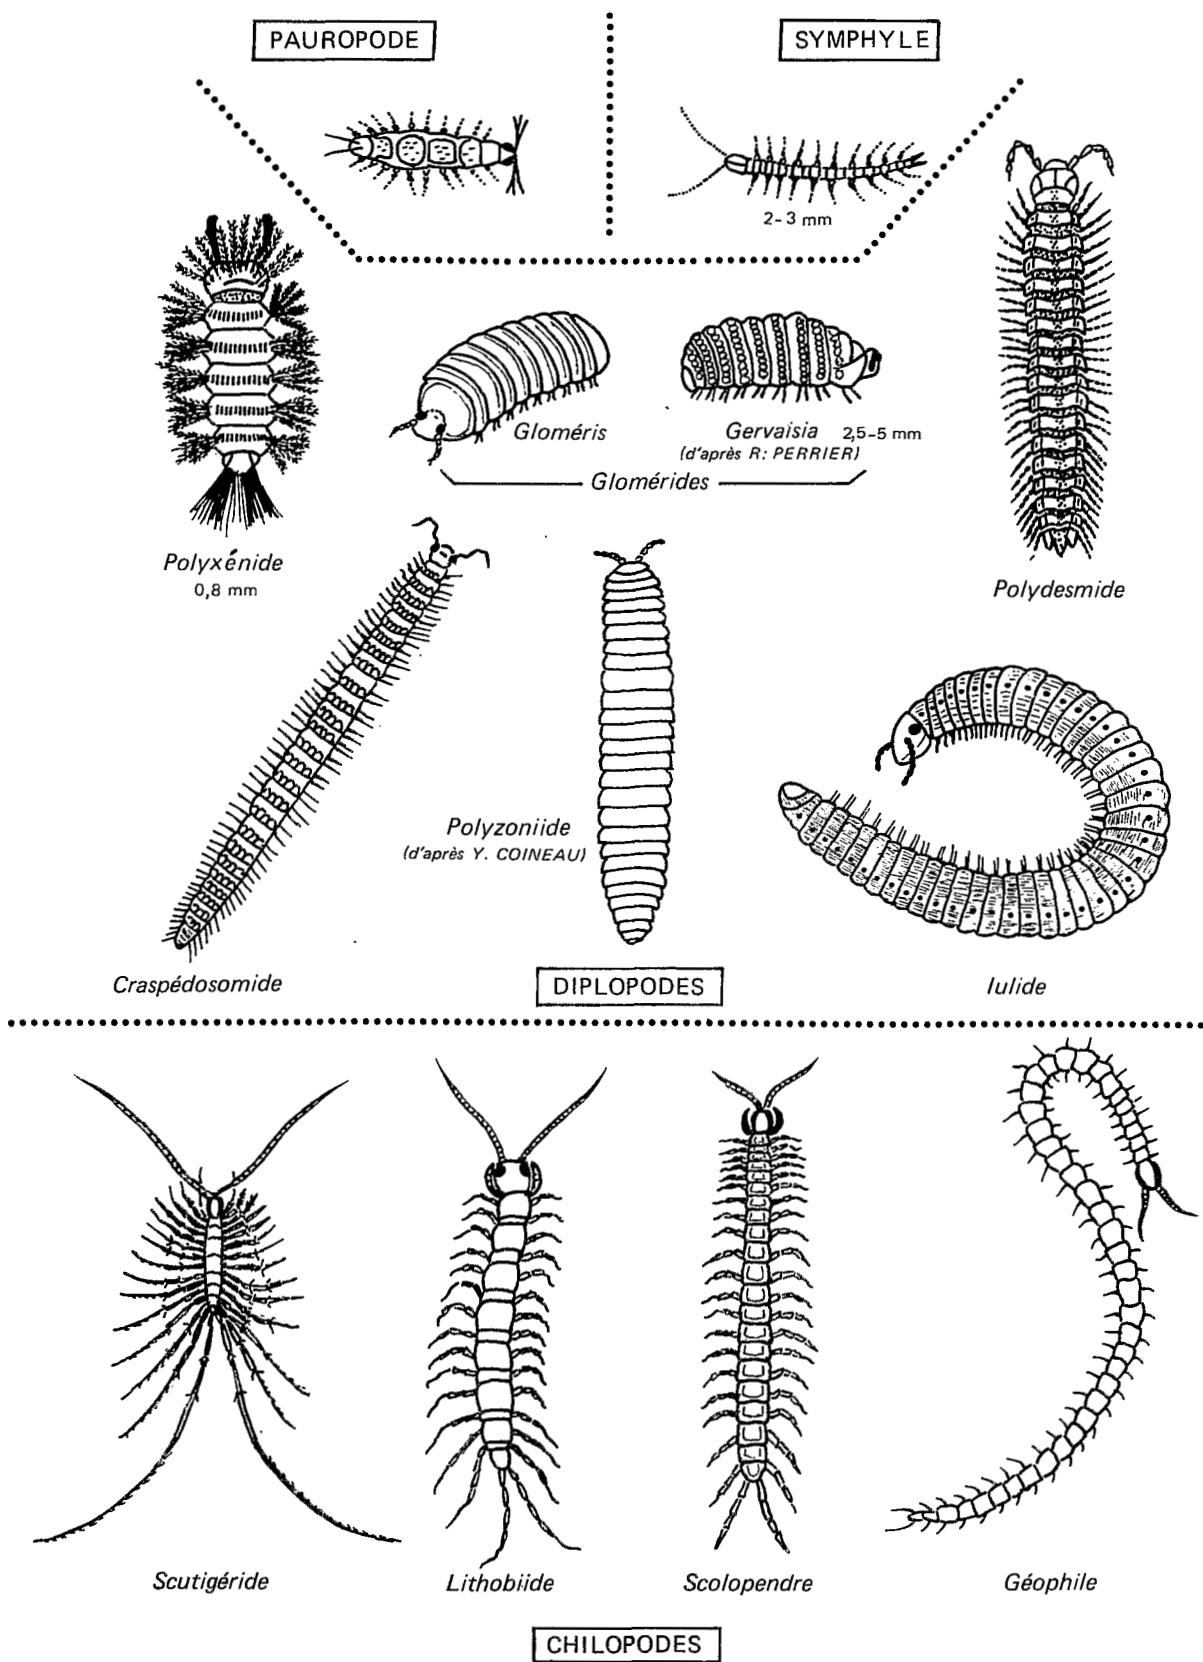 PAUROPODE
SYMPHYLE
2-3 mm
Gloméris
Gervaisia 2,5-5 mm
(d'après R: PERRIER)
Glomérides
Polyxénide
0,8 mm
Polydesmide
Polyzoniide
(d'après Y. COINEAU)
Craspédosomide
DIPLOPODES
Iulide
Scutigéride
Lithobiide
Scolopendre
Géophile
CHILOPODES